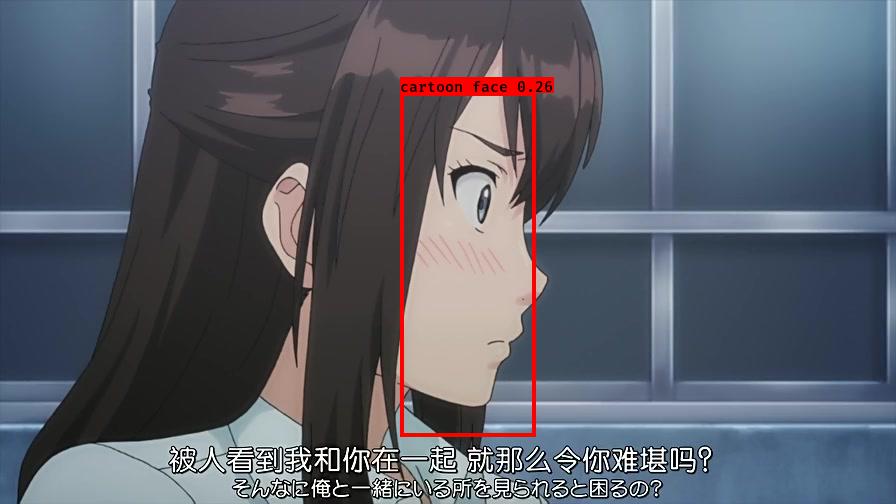 cartoon face 0.26
被人看到我和你在一起 就那么令你难堪吗?
そんなに俺と一緒にいる所を見られると困るの?